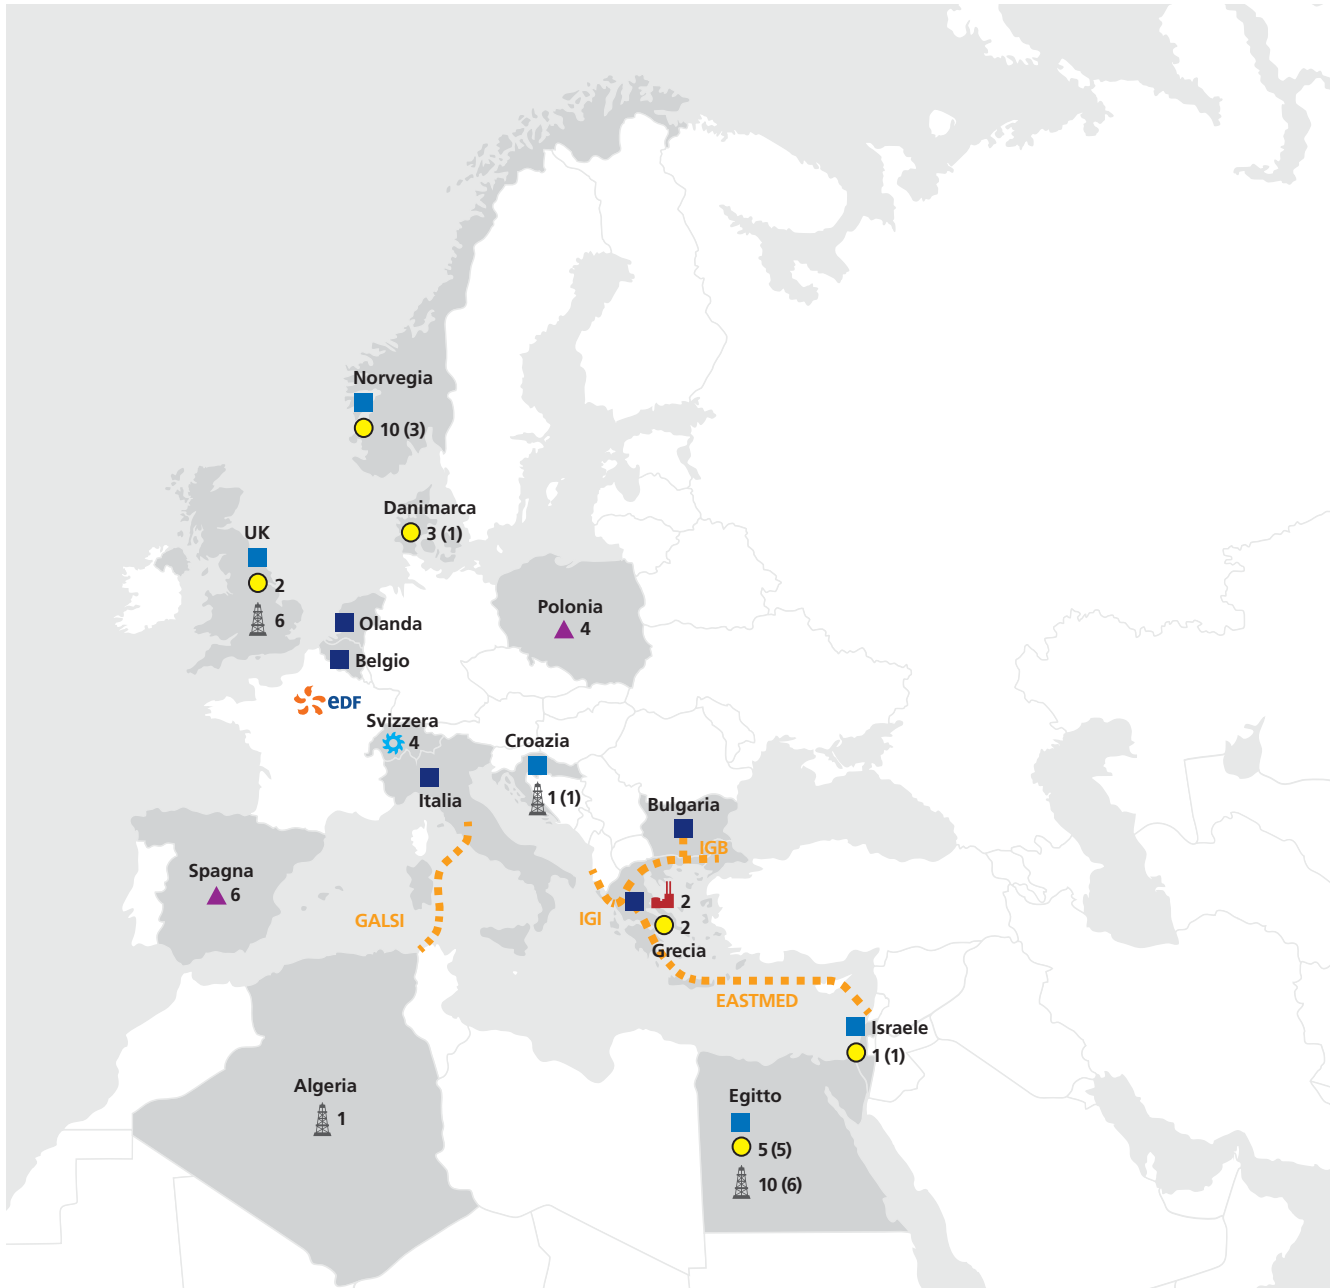 Norvegia
10 (3)
Danimarca
3 (1)
UK
2
6
Olanda
Belgio
Polonia
4
eDF
Svizzera
4
Croazia
1 (1)
Italia
Bulgaria
IGB
Spagna
6
GALSI
IGI
2
2
Grecia
EASTMED
Israele
1 (1)
Algeria
1
Egitto
5 (5)
10 (6)